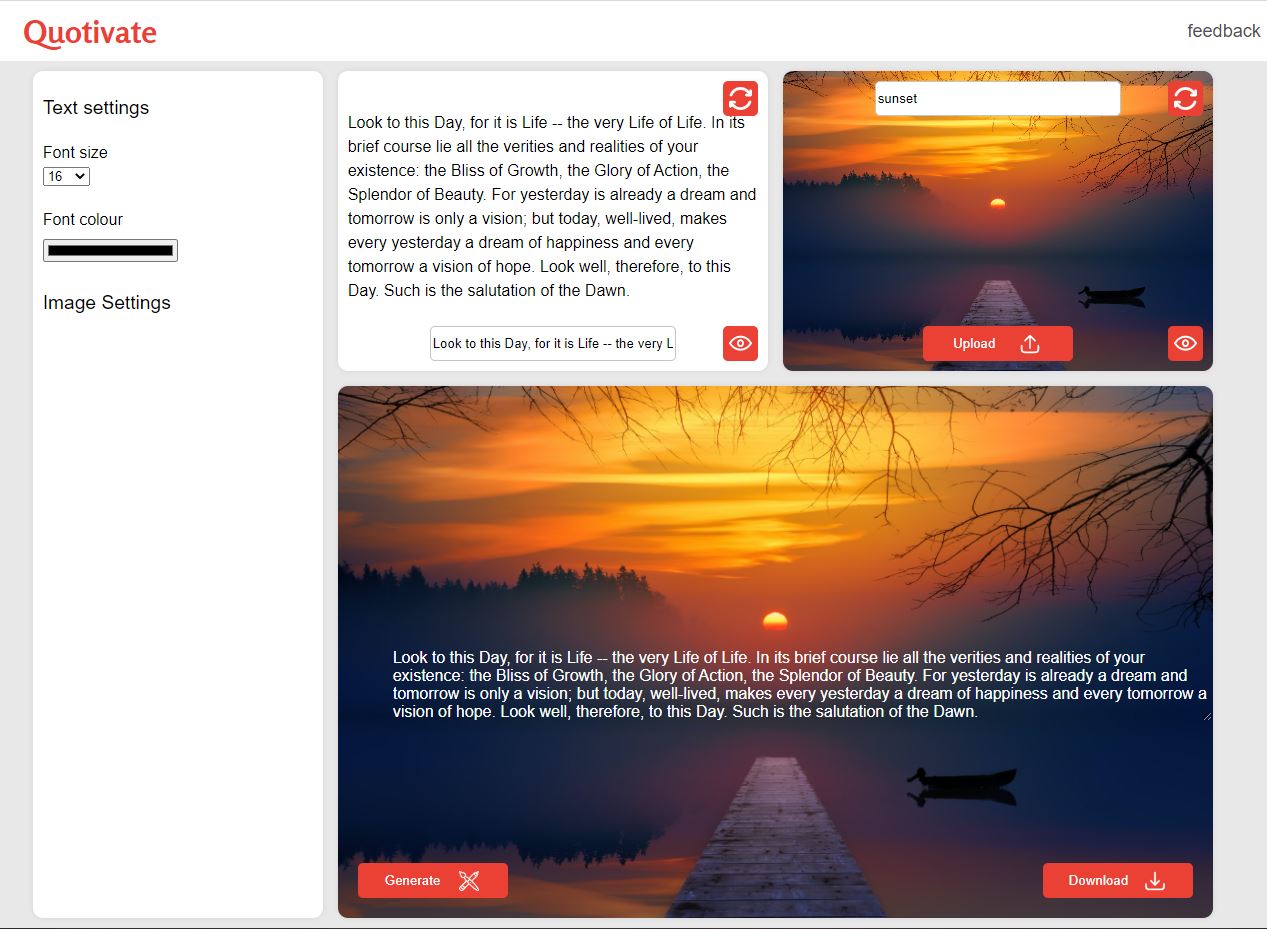 Quotivate
feedback
Text settings
Font size
16
Font colour
Image Settings
Look to this Day, for it is Life -- the very Life of Life. In its
brief course lie all the verities and realities of your
existence: the Bliss of Growth, the Glory of Action, the
Splendor of Beauty. For yesterday is already a dream and
tomorrow is only a vision; but today, well-lived, makes
every yesterday a dream of happiness and every
tomorrow a vision of hope. Look well, therefore, to this
Day. Such is the salutation of the Dawn.
Look to this Day, for it is Life -- the very L
sunset
Upload
Look to this Day, for it is Life -- the very Life of Life. In its brief course lie all the verities and realities of your
existence: the Bliss of Growth, the Glory of Action, the Splendor of Beauty. For yesterday is already a dream and
tomorrow is only a vision; but today, well-lived, makes every yesterday a dream of happiness and every tomorrow a
vision of hope. Look well, therefore, to this Day. Such is the salutation of the Dawn.
Generate
Download